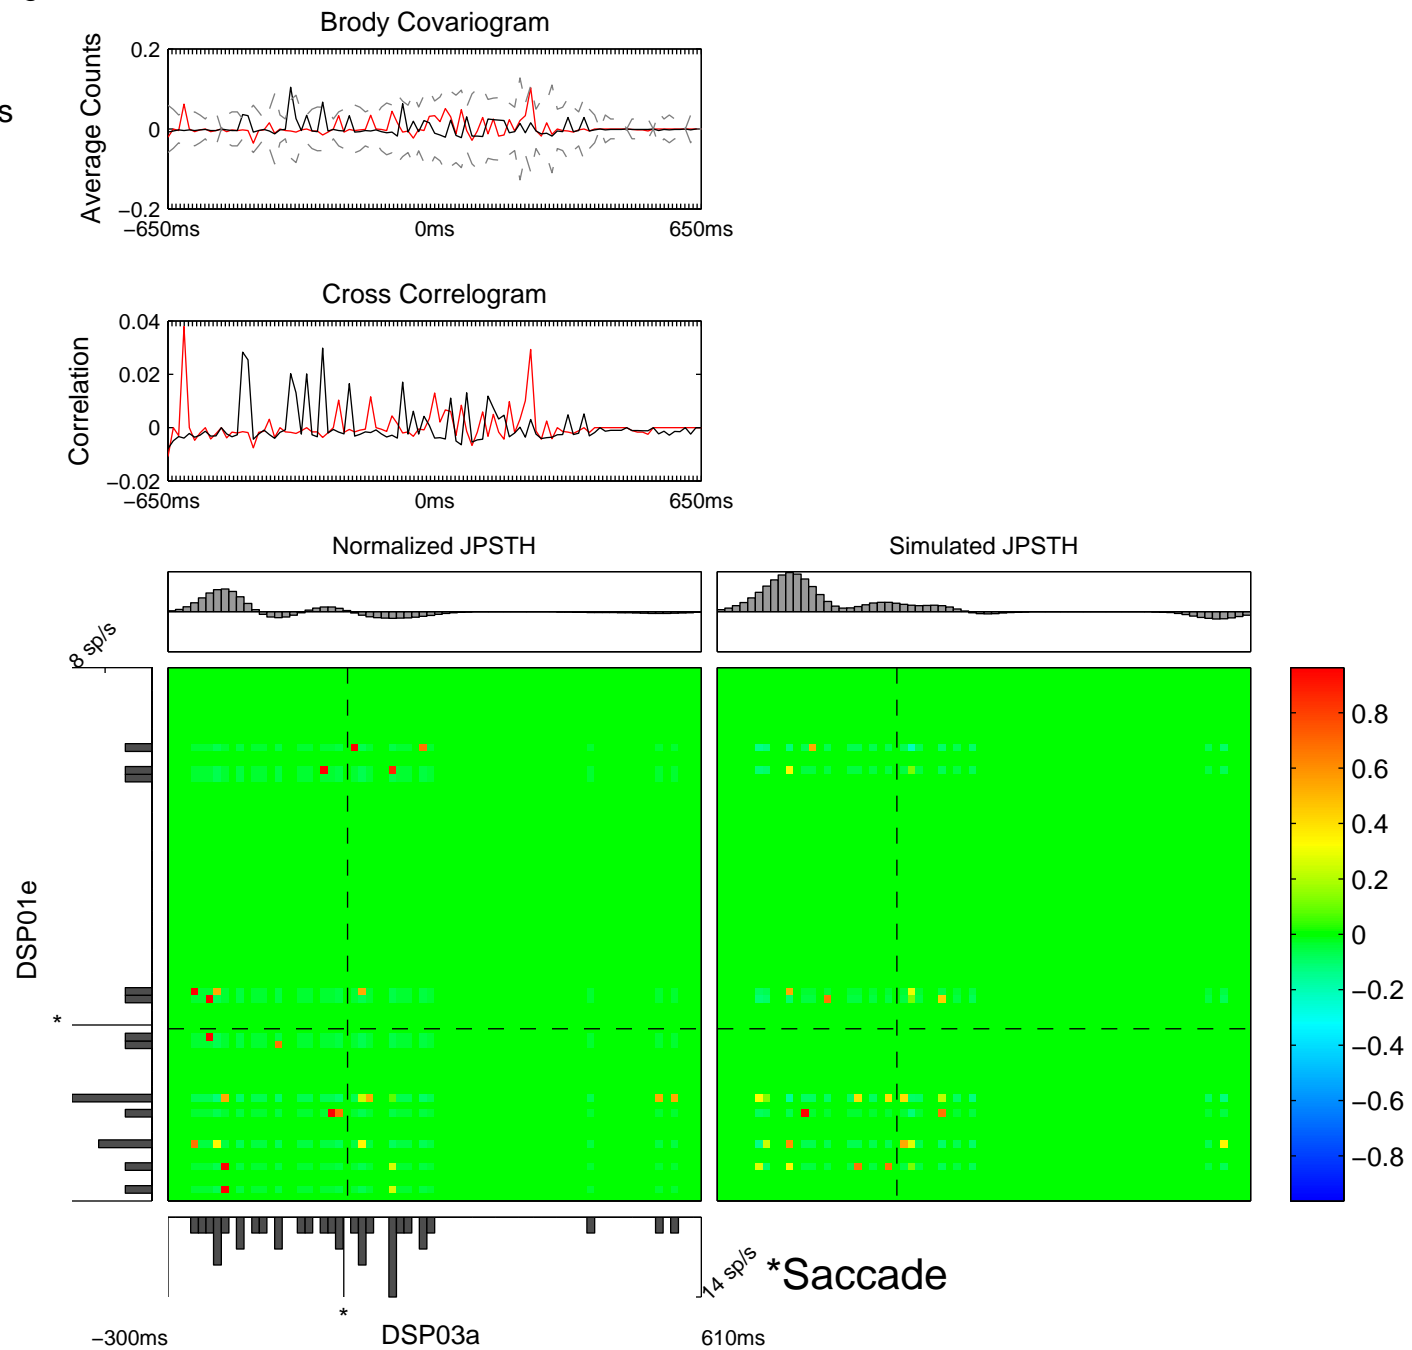 Brody Covariogram
Average Counts
0.2
0
−0.2
−650ms
0ms
650ms
s
Cross Correlogram
Correlation
0.04
0.02
0
−0.02
−650ms
0ms
650ms
Normalized JPSTH
Simulated JPSTH
8 sp/s
DSP01e
*
0.8
0.6
0.4
0.2
0
−0.2
−0.4
−0.6
−0.8
14 sp/s
*Saccade
*
−300ms
DSP03a
610ms